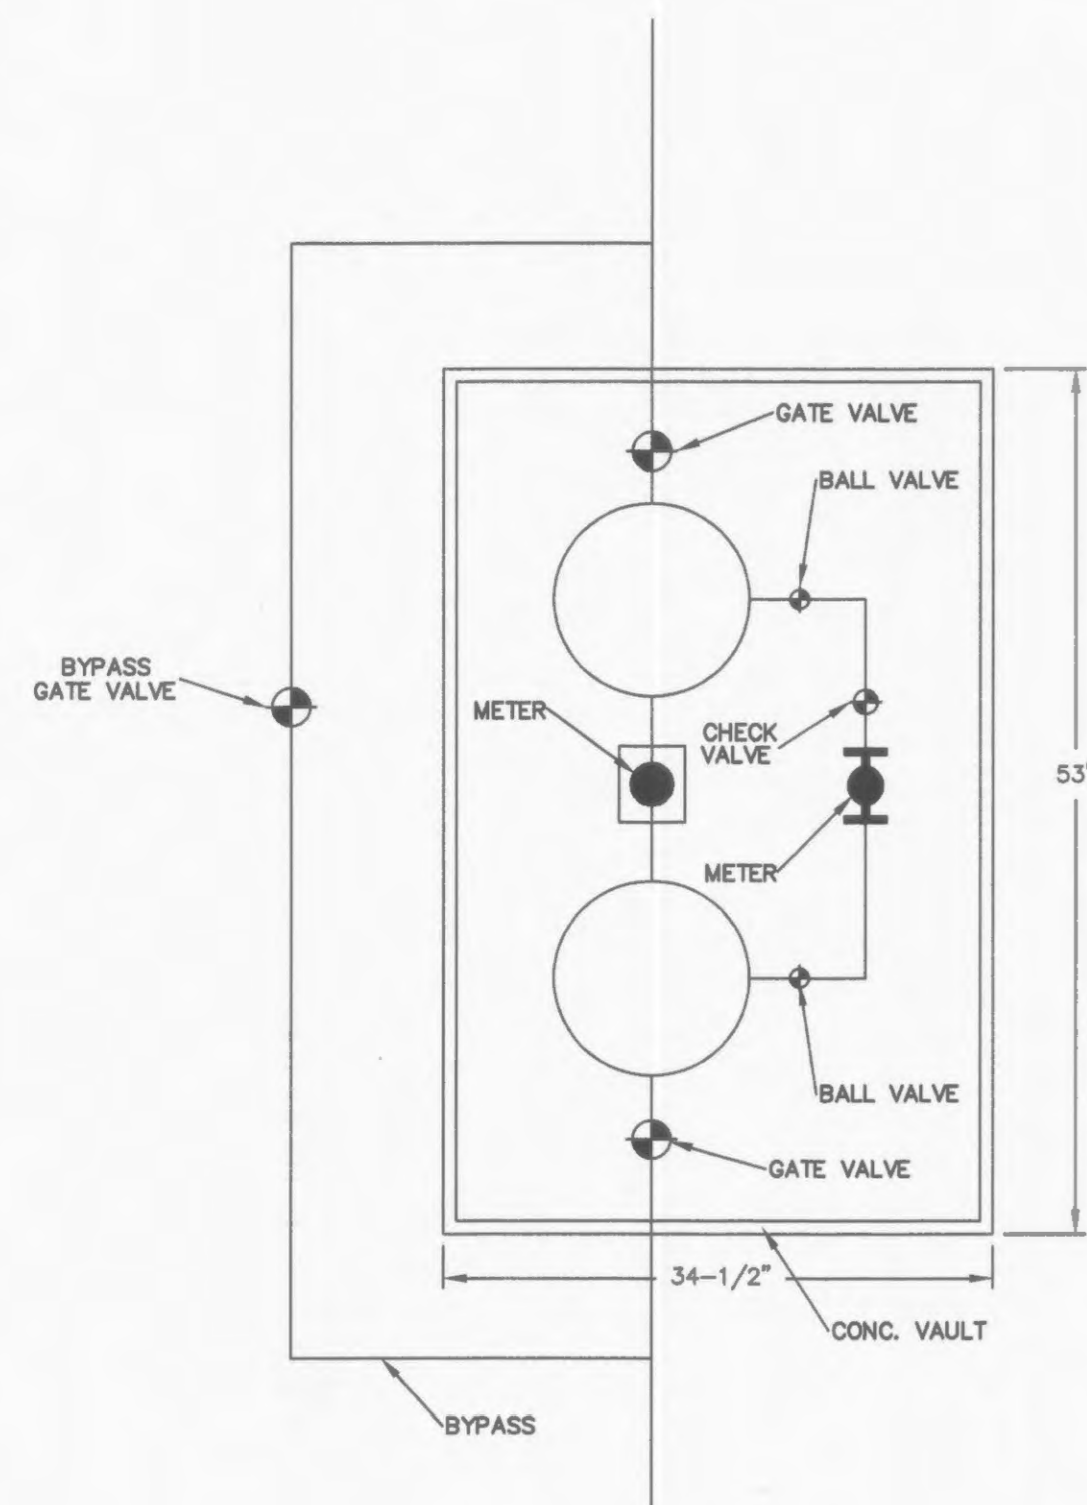 GATE VALVE
BALL VALVE
BYPASS
GATE VALVE
METER
CHECK
VALVE
53"
METER
BALL VALVE
GATE VALVE
34-1/2"
CONC. VAULT
BYPASS